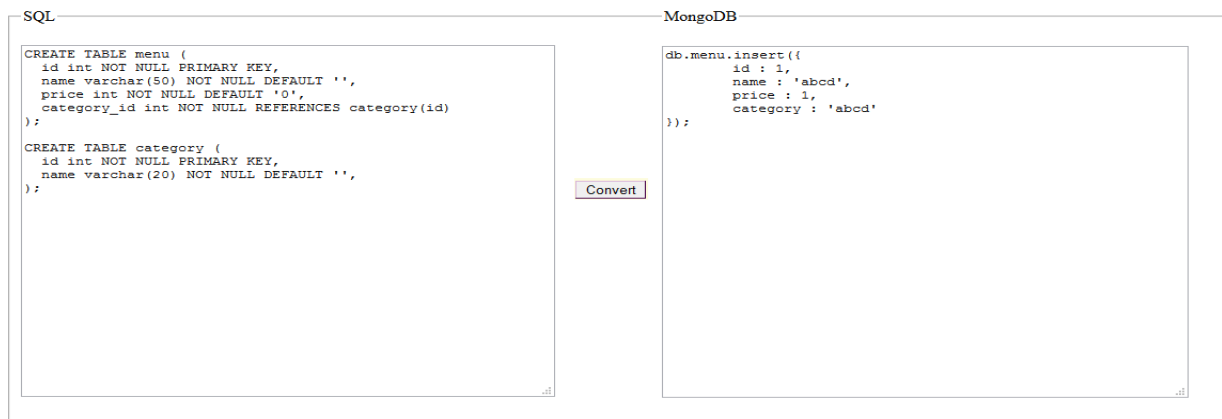 SQL
CREATE TABLE menu (
  id int NOT NULL PRIMARY KEY,
  name varchar(50) NOT NULL DEFAULT '',
  price int NOT NULL DEFAULT '0',
  category_id int NOT NULL REFERENCES category(id)
);

CREATE TABLE category (
  id int NOT NULL PRIMARY KEY,
  name varchar(20) NOT NULL DEFAULT '',
);
Convert
MongoDB
db.menu.insert({
        id : 1,
        name : 'abcd',
        price : 1,
        category : 'abcd'
});